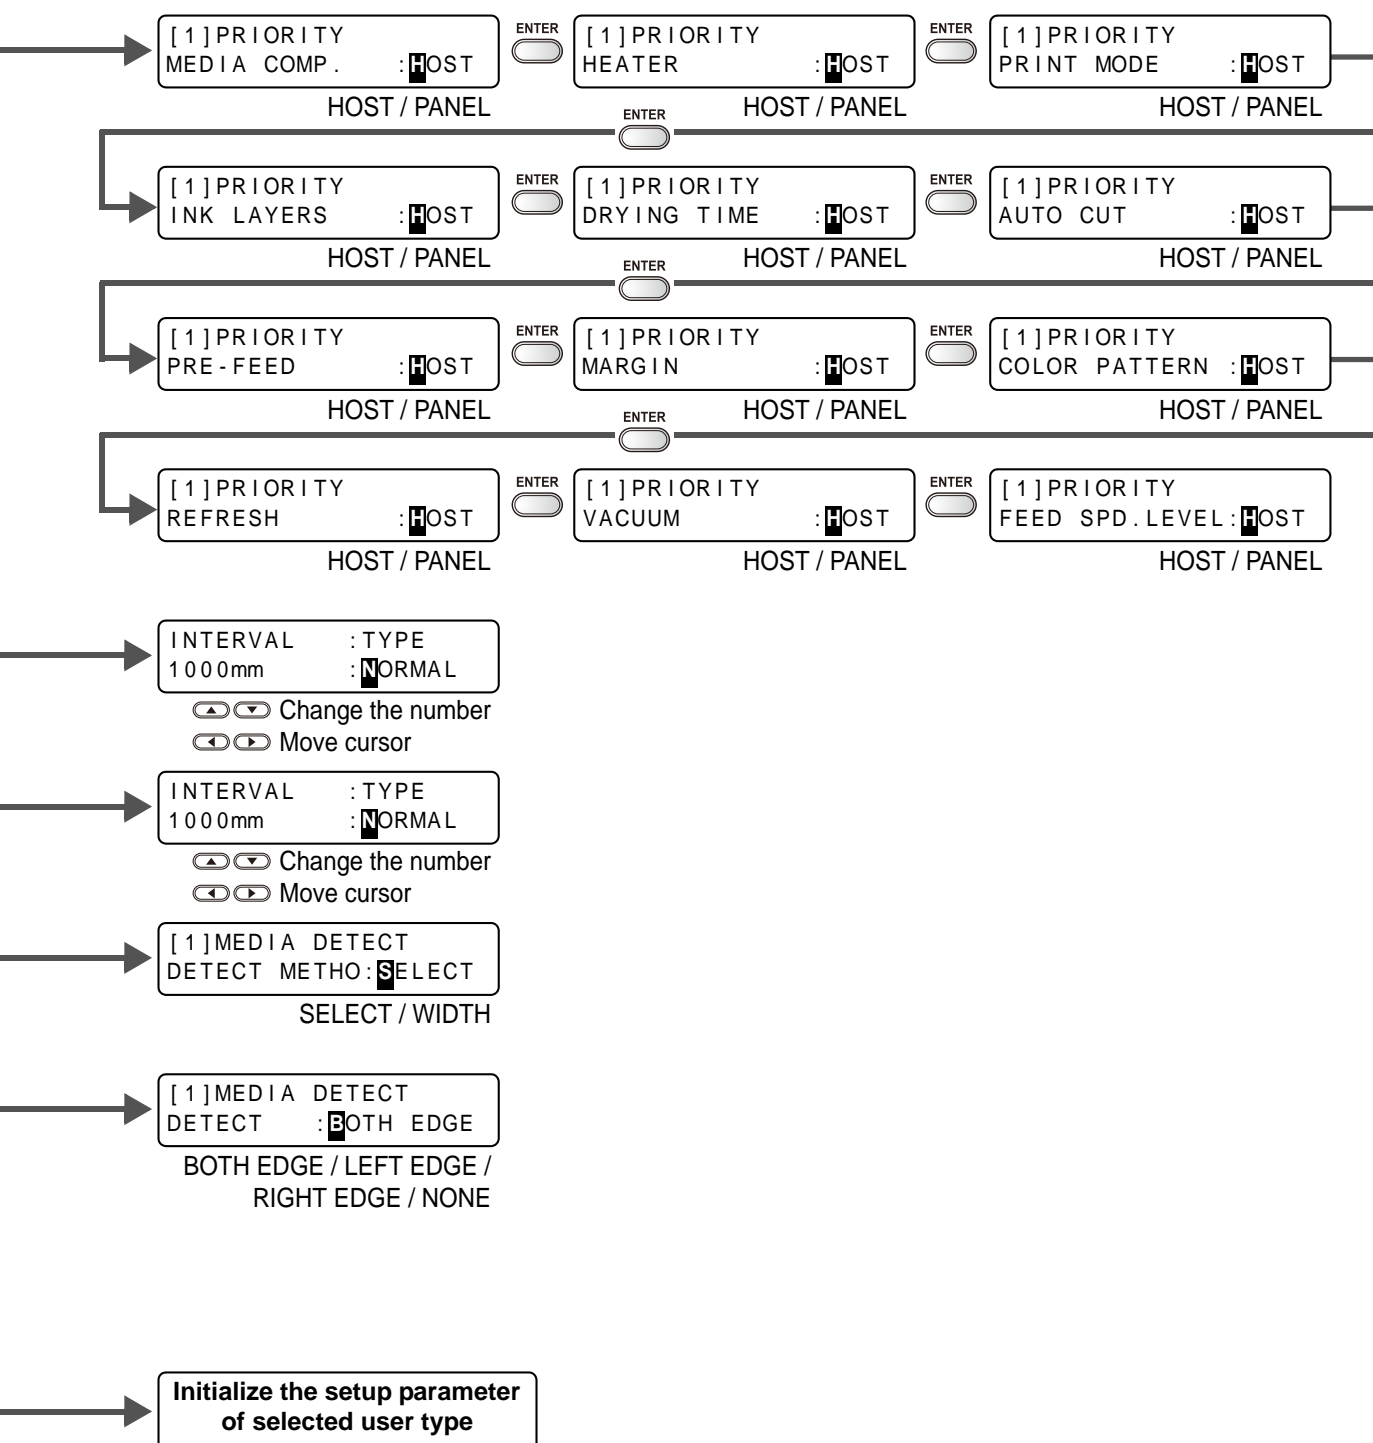 [1]PRIORITY ENTER [1]PRIORITY ENTER [1]PRIORITY
MEDIA COMP. :HOST HEATER :HOST PRINT MODE :HOST
HOST / PANEL HOST / PANEL HOST / PANEL
ENTER
[1]PRIORITY ENTER [1]PRIORITY ENTER [1]PRIORITY
INK LAYERS :HOST DRYING TIME :HOST AUTO CUT :HOST
HOST / PANEL HOST / PANEL HOST / PANEL
ENTER
[1]PRIORITY ENTER [1]PRIORITY ENTER [1]PRIORITY
PRE-FEED :HOST MARGIN :HOST COLOR PATTERN :HOST
HOST / PANEL HOST / PANEL HOST / PANEL
ENTER
[1]PRIORITY ENTER [1]PRIORITY ENTER [1]PRIORITY
REFRESH :HOST VACUUM :HOST FEED SPD.LEVEL:HOST
HOST / PANEL HOST / PANEL HOST / PANEL
INTERVAL :TYPE
1000mm :NORMAL
Change the number
Move cursor
INTERVAL :TYPE
1000mm :NORMAL
Change the number
Move cursor
[1]MEDIA DETECT
DETECT METHO:SELECT
SELECT / WIDTH
[1]MEDIA DETECT
DETECT :BOTH EDGE
BOTH EDGE / LEFT EDGE /
RIGHT EDGE / NONE
Initialize the setup parameter
of selected user type